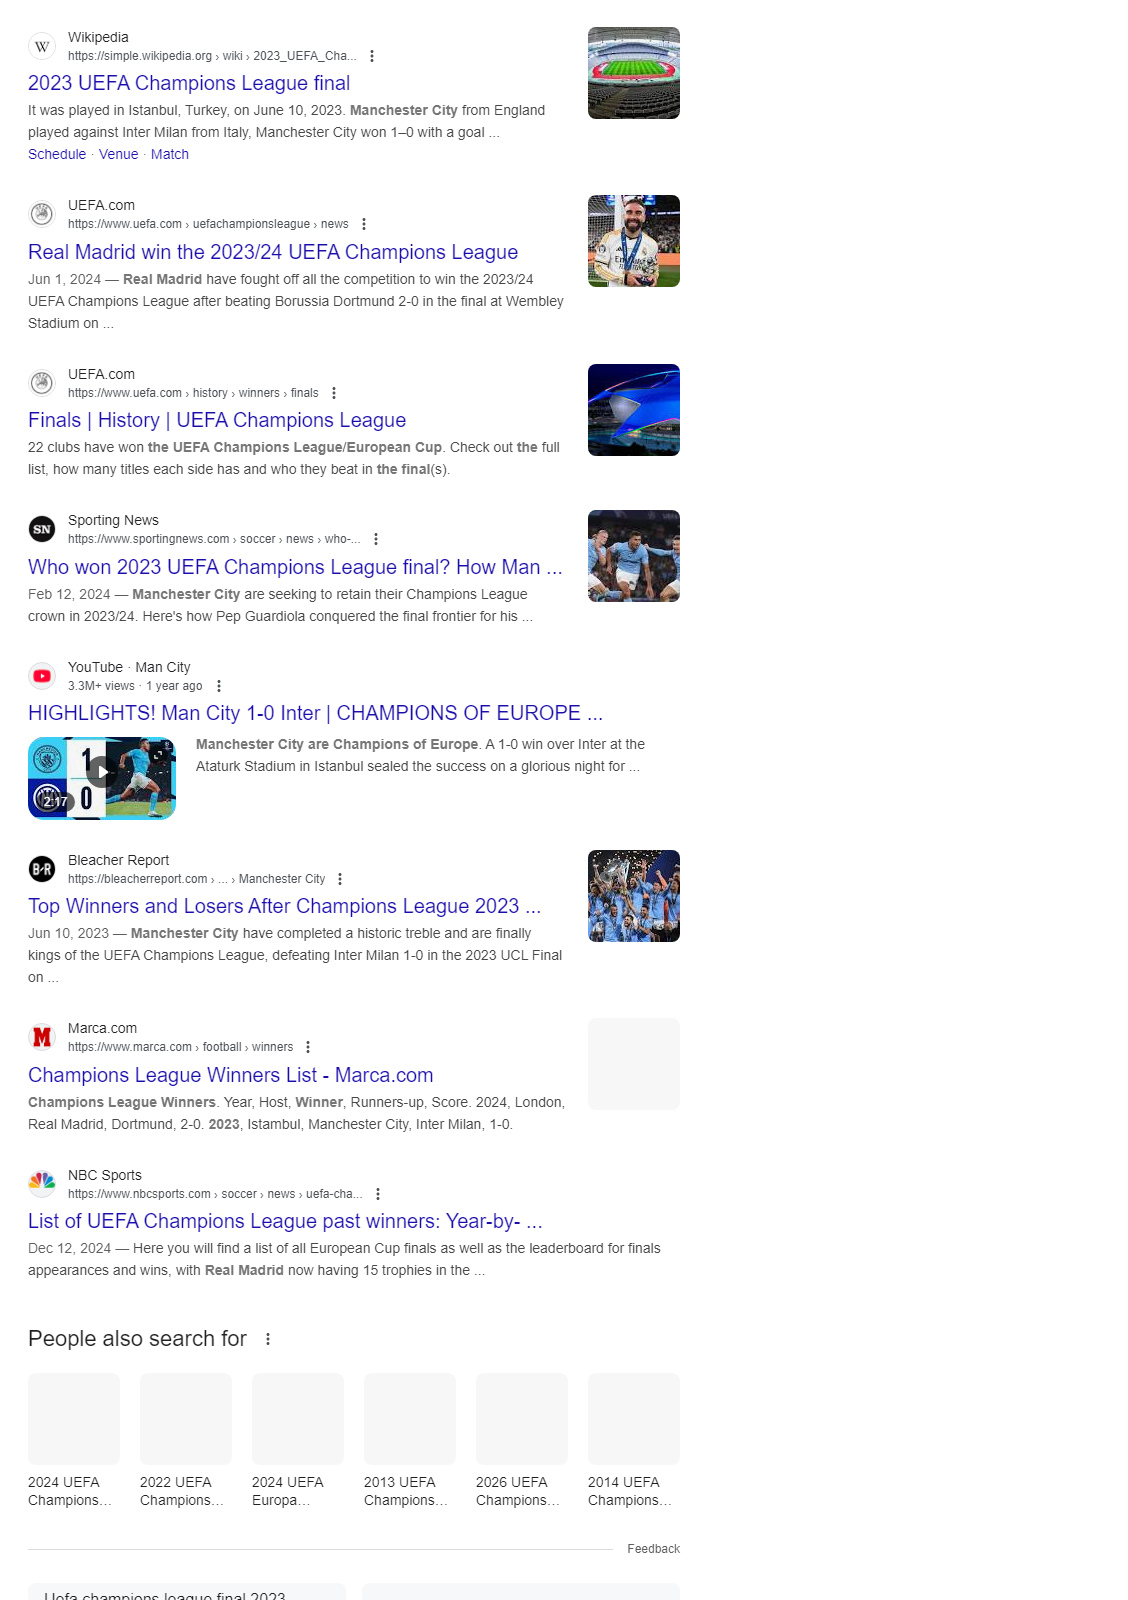 Wikipedia
https://simple.wikipedia.org › wiki › 2023_UEFA_Cha...
2023 UEFA Champions League final
It was played in Istanbul, Turkey, on June 10, 2023. Manchester City from England
played against Inter Milan from Italy, Manchester City won 1–0 with a goal ...
Schedule · Venue · Match
UEFA.com
https://www.uefa.com › uefachampionsleague › news
Real Madrid win the 2023/24 UEFA Champions League
Jun 1, 2024 — Real Madrid have fought off all the competition to win the 2023/24
UEFA Champions League after beating Borussia Dortmund 2-0 in the final at Wembley
Stadium on ...
UEFA.com
https://www.uefa.com › history › winners › finals
Finals | History | UEFA Champions League
22 clubs have won the UEFA Champions League/European Cup. Check out the full
list, how many titles each side has and who they beat in the final(s).
SN
Sporting News
https://www.sportingnews.com › soccer › news › who-...
Who won 2023 UEFA Champions League final? How Man ...
Feb 12, 2024 — Manchester City are seeking to retain their Champions League
crown in 2023/24. Here's how Pep Guardiola conquered the final frontier for his ...
YouTube · Man City
3.3M+ views · 1 year ago
HIGHLIGHTS! Man City 1-0 Inter | CHAMPIONS OF EUROPE ...
1
0
2:17
Manchester City are Champions of Europe. A 1-0 win over Inter at the
Ataturk Stadium in Istanbul sealed the success on a glorious night for ...
B/R
Bleacher Report
https://bleacherreport.com › ... › Manchester City
Top Winners and Losers After Champions League 2023 ...
Jun 10, 2023 — Manchester City have completed a historic treble and are finally
kings of the UEFA Champions League, defeating Inter Milan 1-0 in the 2023 UCL Final
on ...
M
Marca.com
https://www.marca.com › football › winners
Champions League Winners List - Marca.com
Champions League Winners. Year, Host, Winner, Runners-up, Score. 2024, London,
Real Madrid, Dortmund, 2-0. 2023, Istambul, Manchester City, Inter Milan, 1-0.
NBC Sports
https://www.nbcsports.com › soccer › news › uefa-cha...
List of UEFA Champions League past winners: Year-by- ...
Dec 12, 2024 — Here you will find a list of all European Cup finals as well as the leaderboard for finals
appearances and wins, with Real Madrid now having 15 trophies in the ...
People also search for
2024 UEFA
Champions...
2022 UEFA
Champions...
2024 UEFA
Europa...
2013 UEFA
Champions...
2026 UEFA
Champions...
2014 UEFA
Champions...
Feedback
Uefa champions league final 2023